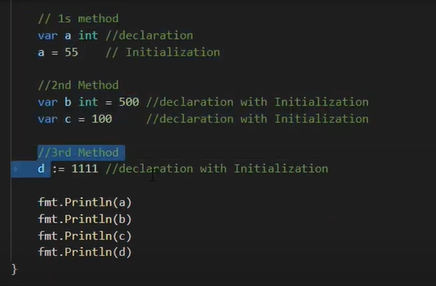 // 1s method
var a int //declaration
a = 55 // Initialization
//2nd Method
var b int = 500 //declaration with Initialization
var c = 100 //declaration with Initialization
//3rd Method
d := 1111 //declaration with Initialization
fmt.Println(a)
fmt.Println(b)
fmt.Println(c)
fmt.Println(d)
}